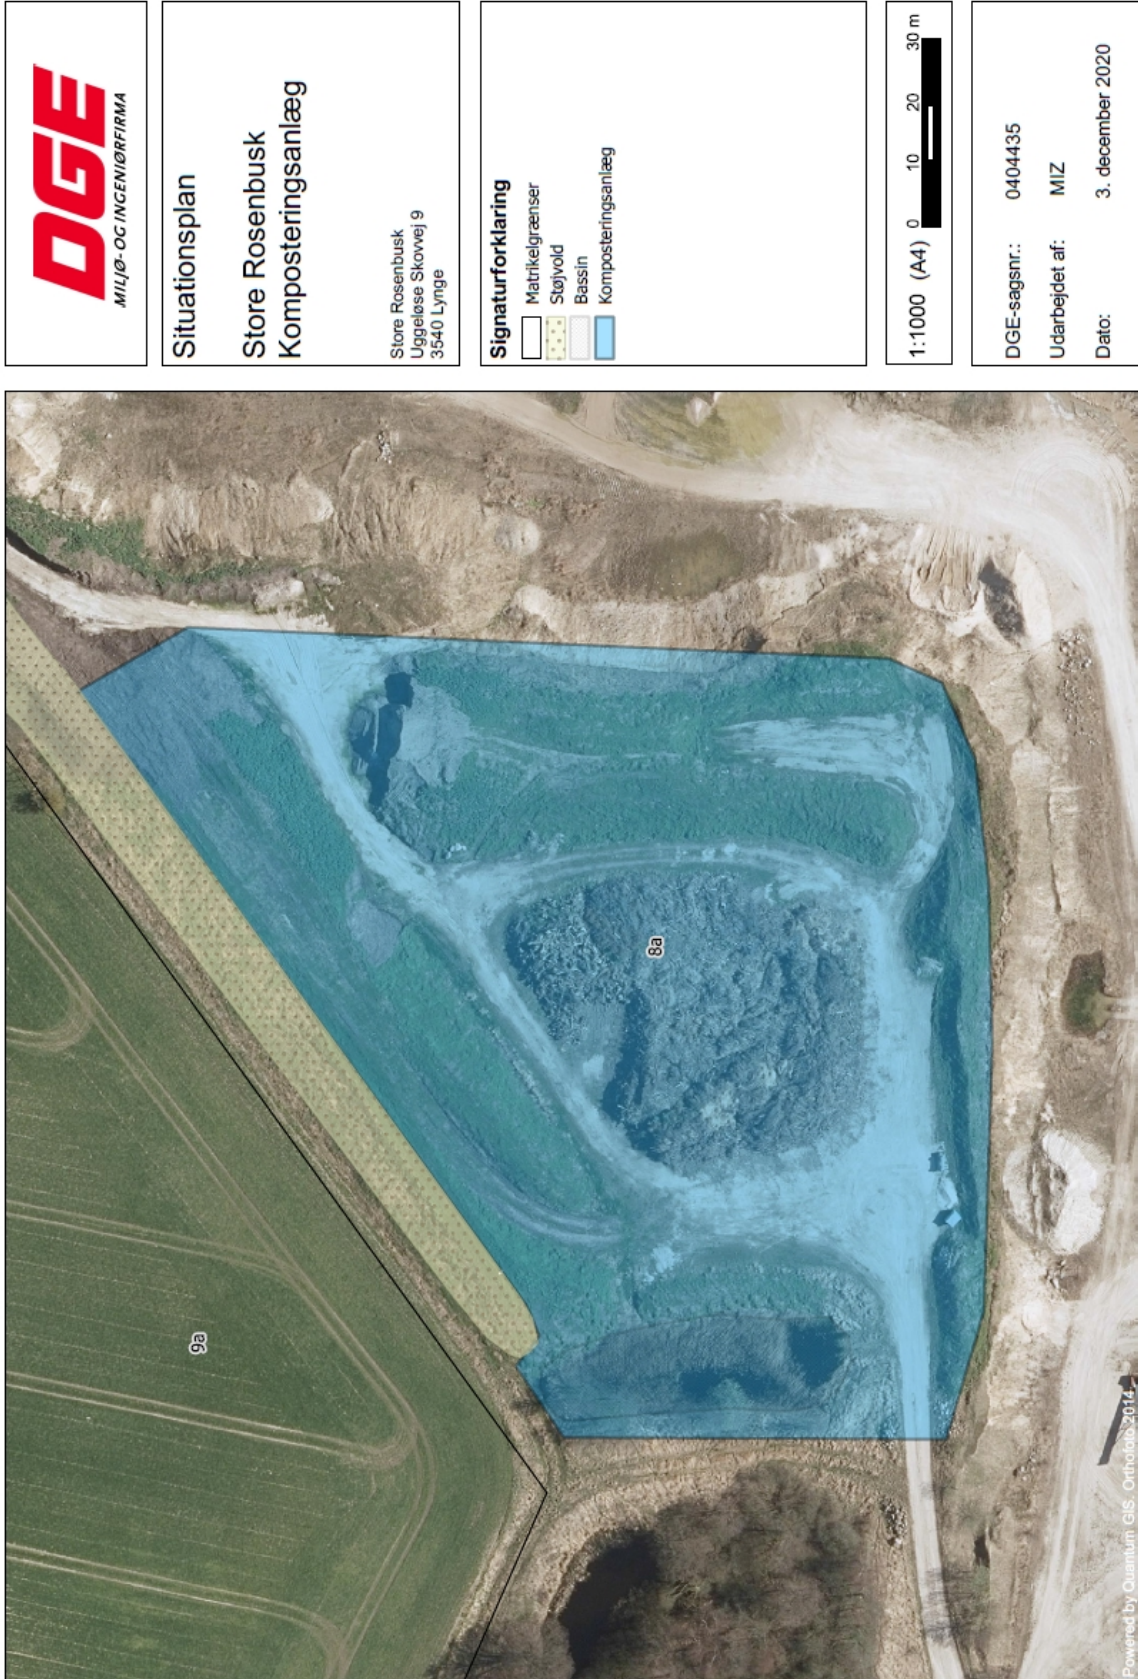 DGE
MILJØ- OG INGENIØRFIRMA
Situationsplan
Store Rosenbusk
Komposteringsanlæg
Store Rosenbusk
Uggeløse Skovvej 9
3540 Lynge
Signaturforklaring
Matrikelgrænser
Støjvold
Bassin
Komposteringsanlæg
1:1000 (A4)
0 10 20 30 m
DGE-sagsnr.: 0404435
Udarbejdet af: MIZ
Dato: 3. december 2020
9a
8a
Powered by Quantum GIS. Orthofoto 2014